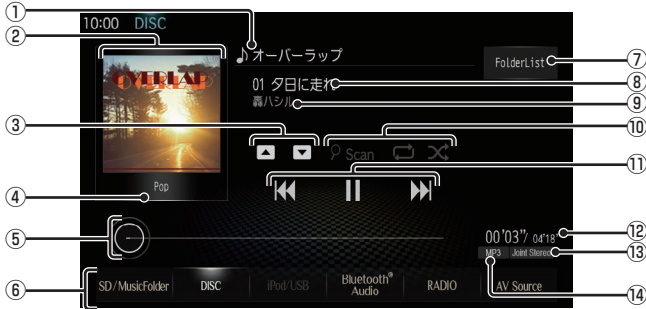 ①
②
③
④
⑤
⑥
10:00 DISC
OVERLAP
Pop
♪オーバーラップ
01 夕日に走れ
轟ハシル
Scan
FolderList
00'03"/ 04'18"
MP3 Joint Stereo
SD/MusicFolder DISC iPod/USB Bluetooth® Audio RADIO AV Source
⑦
⑧
⑨
⑩
⑪
⑫
⑬
⑭